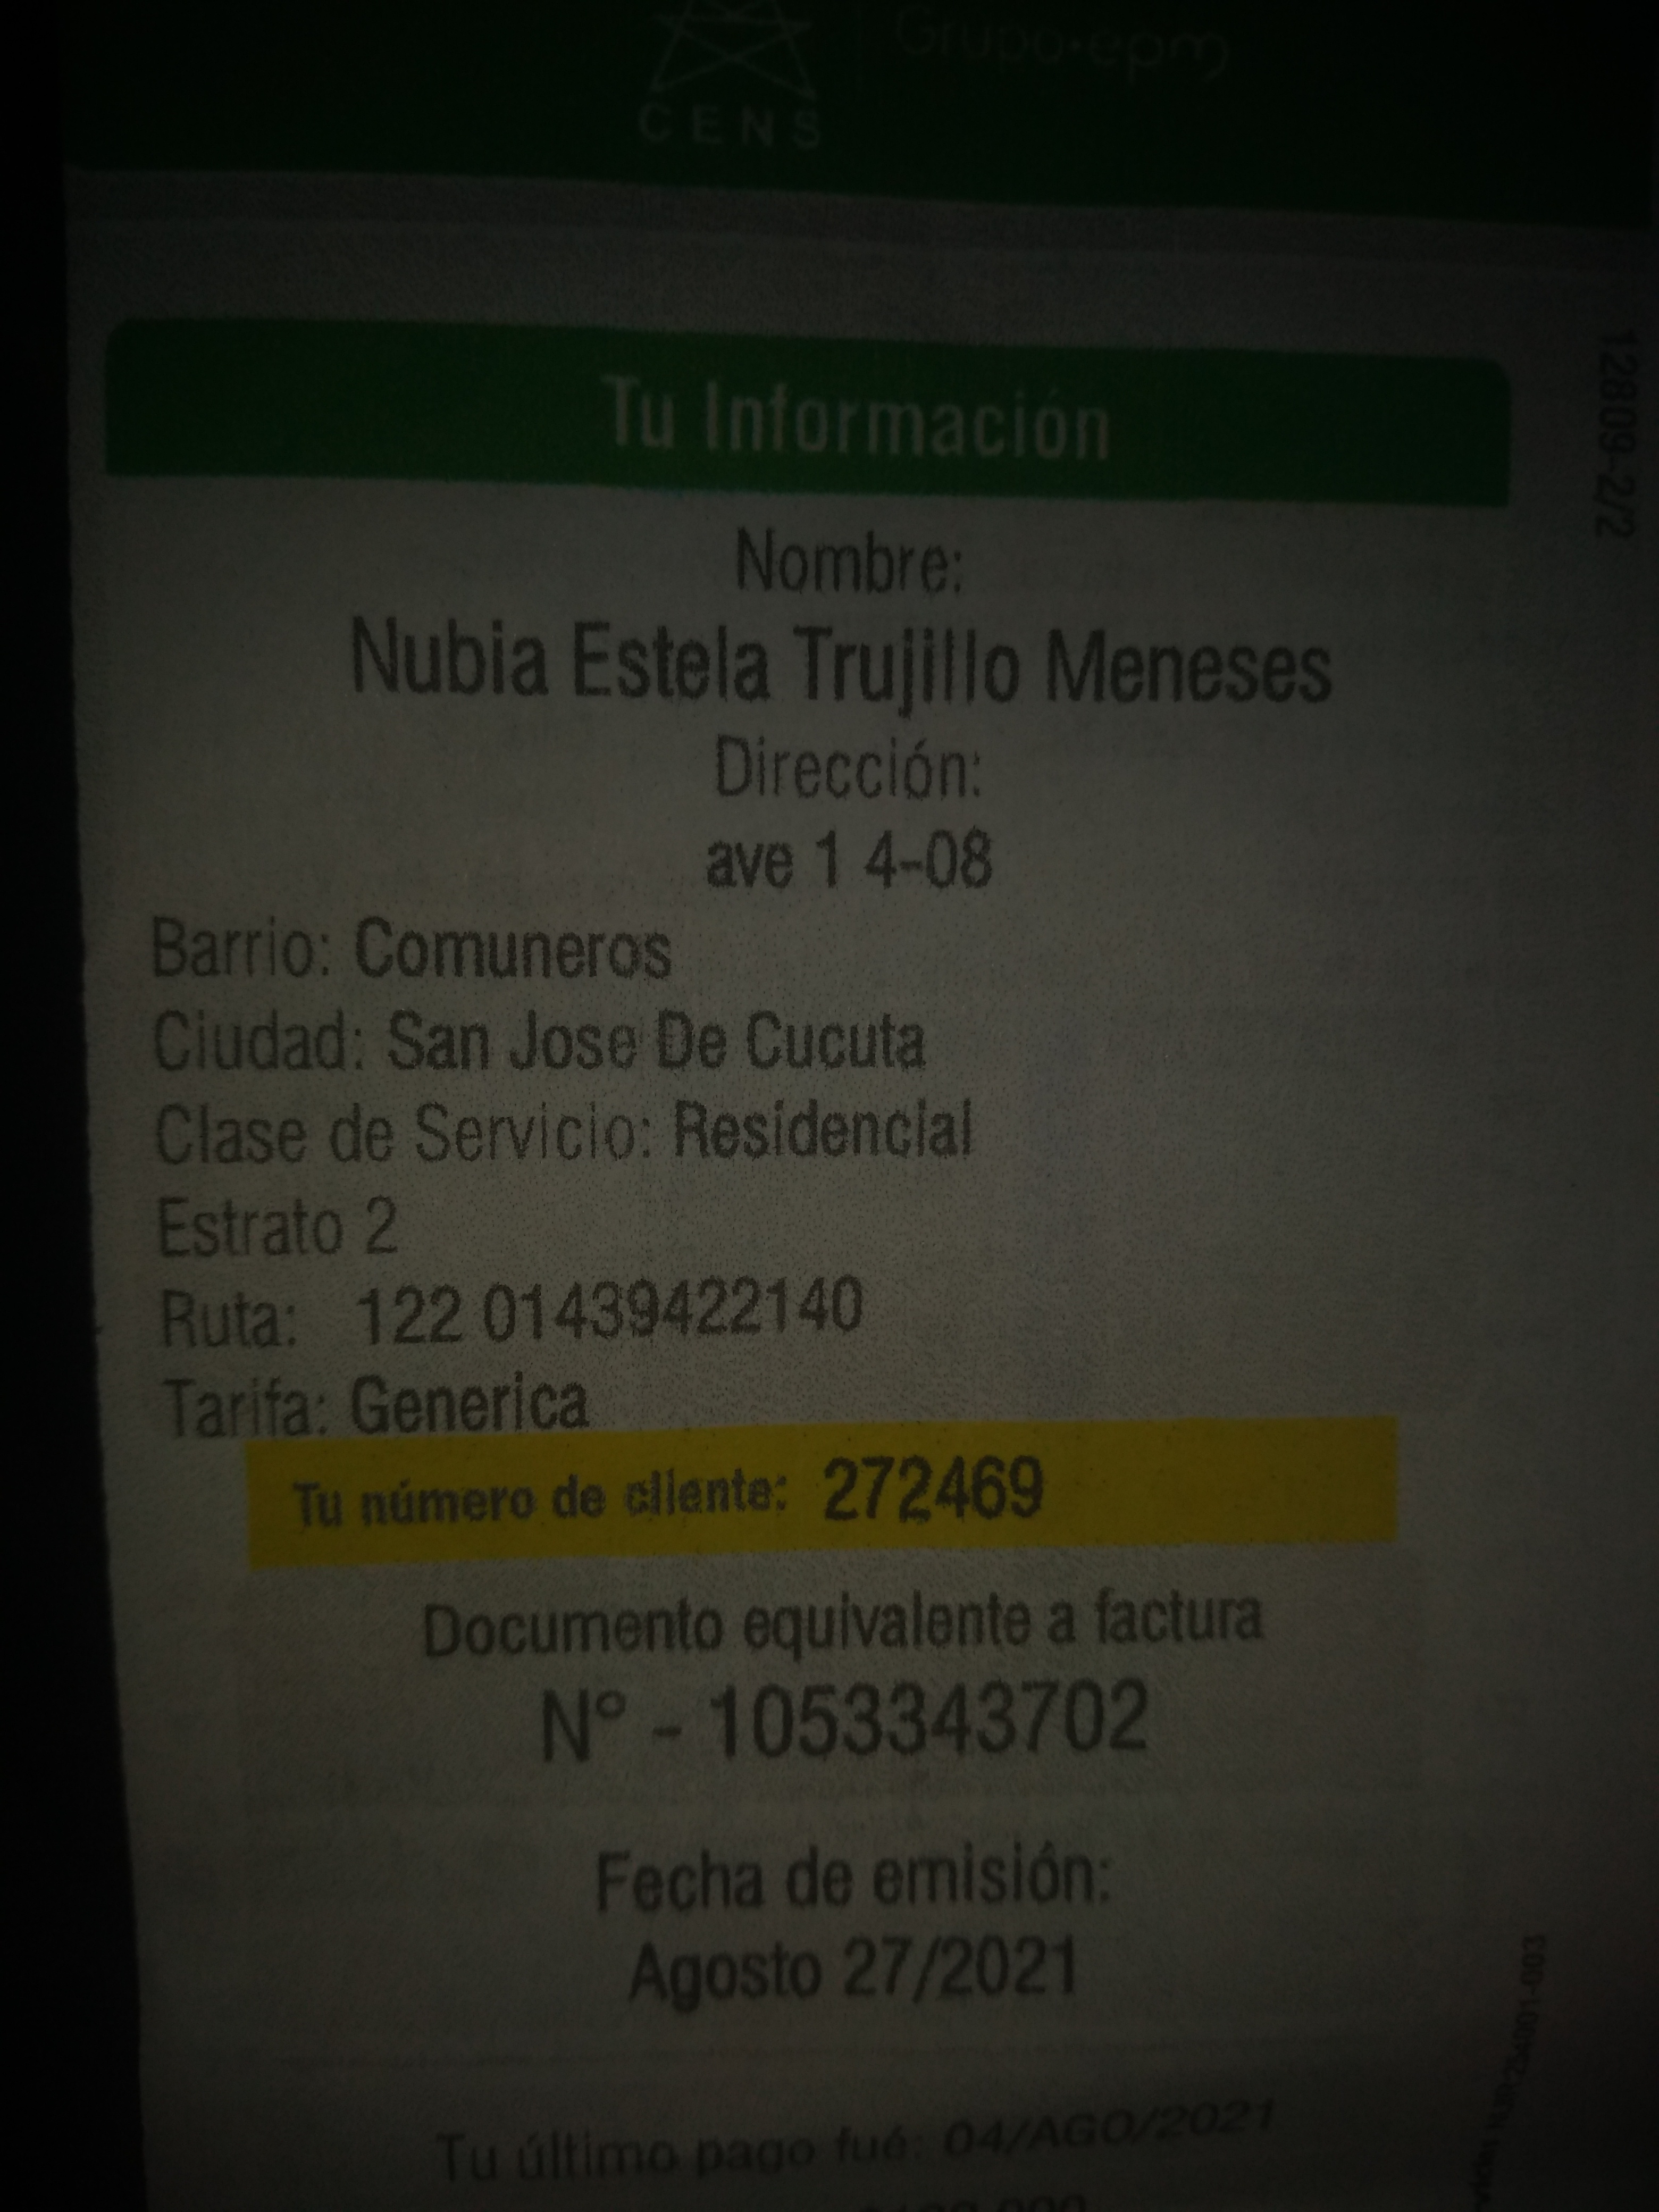 CENS
Grupo·epm
12809-2/2
Tu Información
Nombre:
Nubia Estela Trujillo Meneses
Dirección:
ave 1 4-08
Barrio: Comuneros
Ciudad: San Jose De Cucuta
Clase de Servicio: Residencial
Estrato 2
Ruta: 122 01439422140
Tarifa: Generica
Tu número de cliente: 272469
Documento equivalente a factura
N° - 1053343702
Fecha de emisión:
Agosto 27/2021
Tu último pago fué: 04/AGO/2021